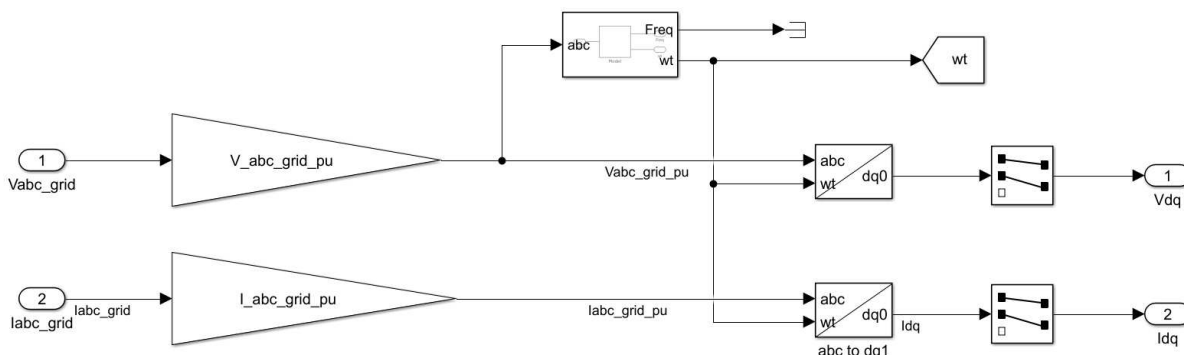 Freq
abc
wt
wt
1
Vabc_grid
V_abc_grid_pu
Vabc_grid_pu
abc
wt
dq0
1
Vdq
2
Iabc_grid
Iabc_grid
I_abc_grid_pu
Iabc_grid_pu
abc
wt
dq0
abc to dq1
Idq
2
Idq